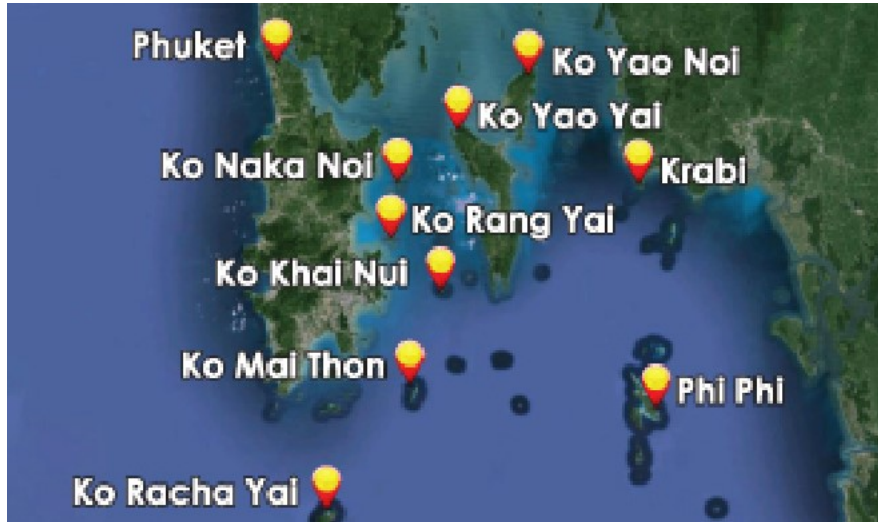 Phuket
Ko Yao Noi
Ko Yao Yai
Ko Naka Noi
Krabi
Ko Rang Yai
Ko Khai Nui
Ko Mai Thon
Phi Phi
Ko Racha Yai